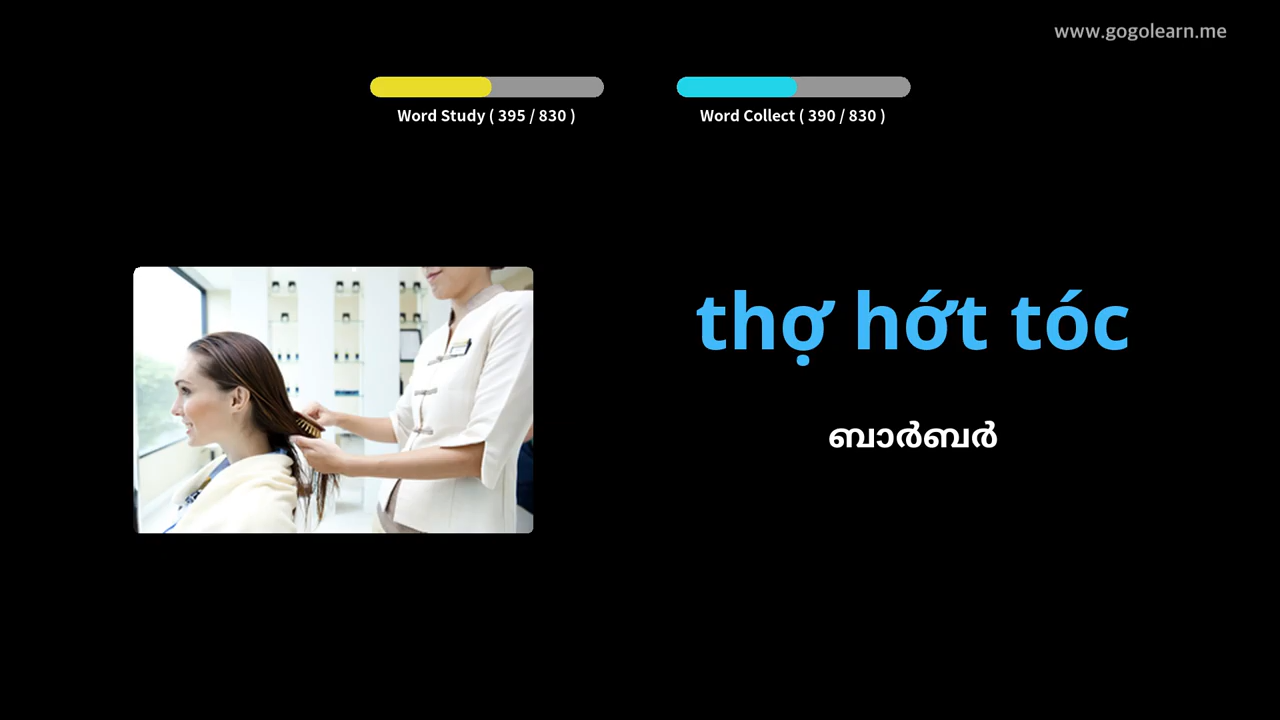 www.gogolearn.me
Word Study ( 395 / 830 )
Word Collect ( 390 / 830 )
thợ hớt tóc
ബാർബർ